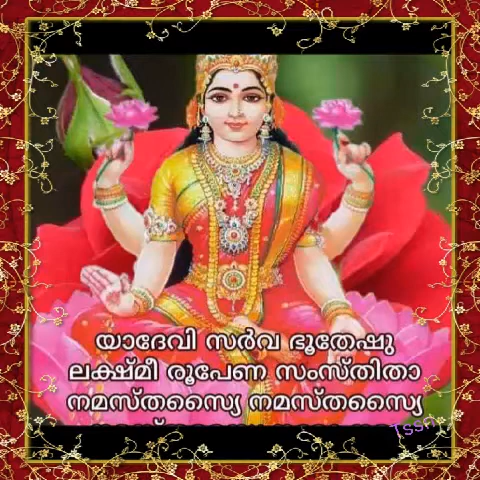 യാദേവി സർവ ഭൂതേഷു
ലക്ഷ്മീ രൂപേണ സംസ്തിതാ
നമസ്തസ്യൈ നമസ്തസ്യൈ